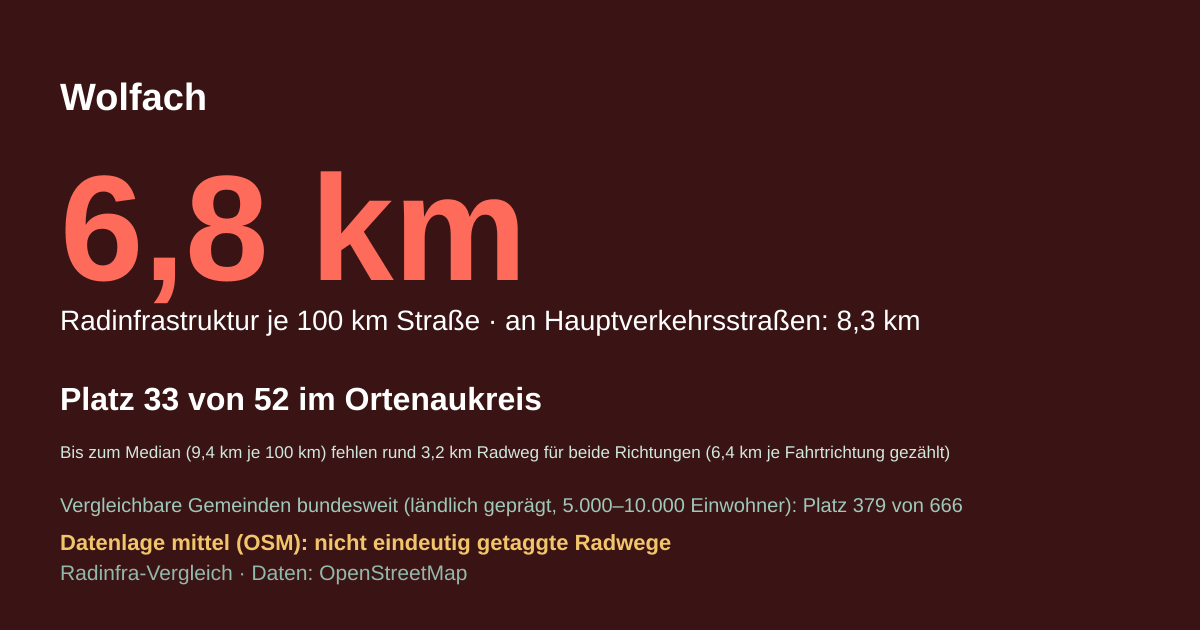 Wolfach
6,8 km
Radinfrastruktur je 100 km Straße · an Hauptverkehrsstraßen: 8,3 km
Platz 33 von 52 im Ortenaukreis
Bis zum Median (9,4 km je 100 km) fehlen rund 3,2 km Radweg für beide Richtungen (6,4 km je Fahrtrichtung gezählt)
Vergleichbare Gemeinden bundesweit (ländlich geprägt, 5.000–10.000 Einwohner): Platz 379 von 666
Datenlage mittel (OSM): nicht eindeutig getaggte Radwege
Radinfra-Vergleich · Daten: OpenStreetMap